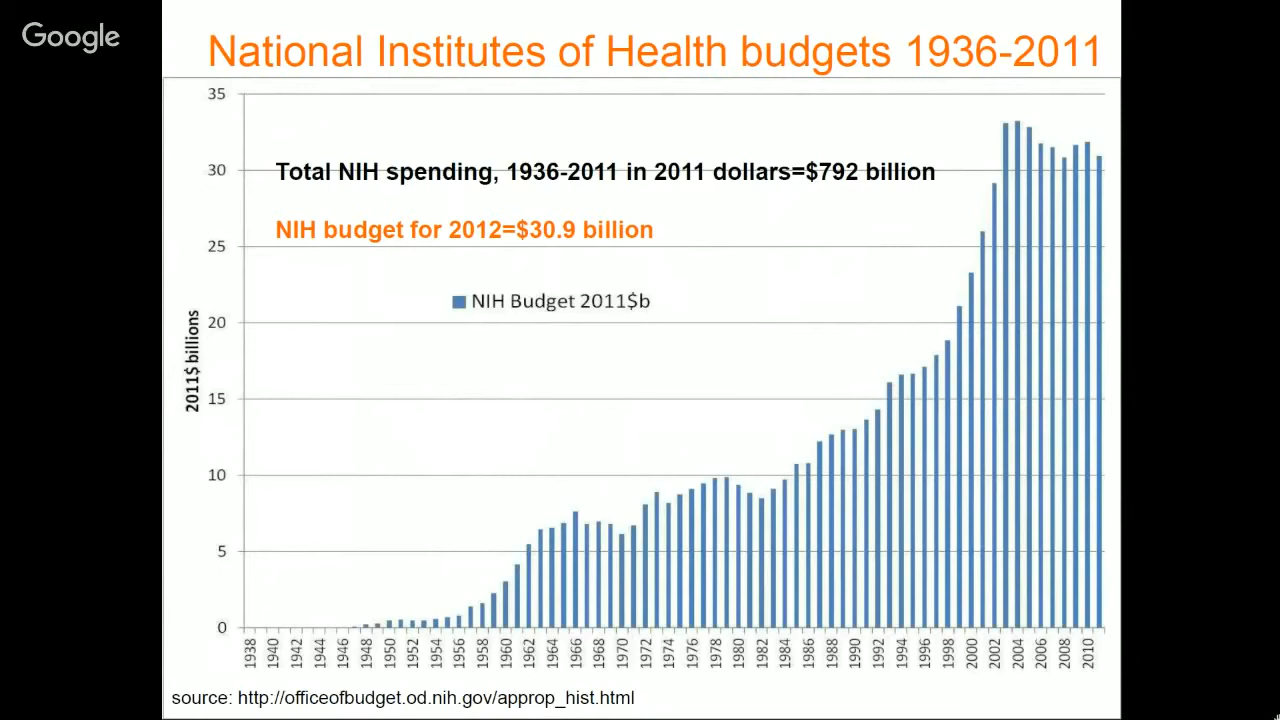 Google
National Institutes of Health budgets 1936-2011
35
Total NIH spending, 1936-2011 in 2011 dollars=$792 billion
30
NIH budget for 2012=$30.9 billion
25
NIH Budget 2011$b
20
2011$ billions
15
10
5
0
1938 1940 1942 1944 1946 1948 1950 1952 1954 1956 1958 1960 1962 1964 1966 1968 1970 1972 1974 1976 1978 1980 1982 1984 1986 1988 1990 1992 1994 1996 1998 2000 2002 2004 2006 2008 2010
source: http://officeofbudget.od.nih.gov/approp_hist.html